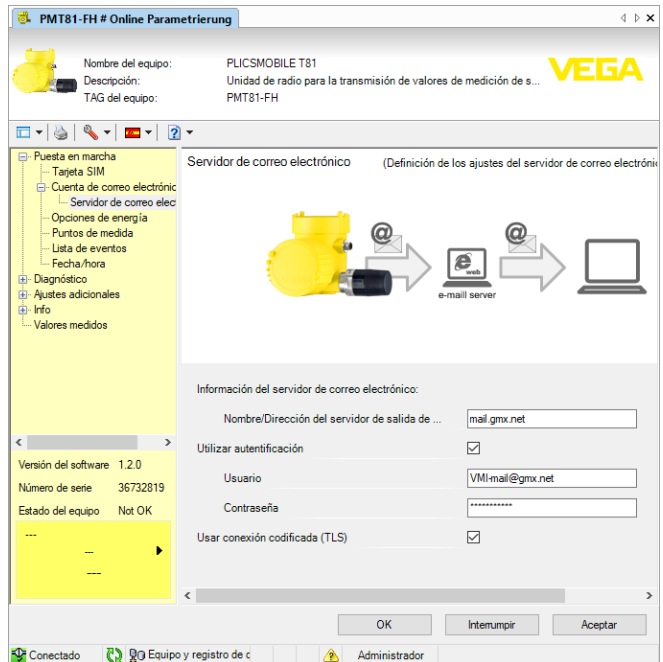 PMT81-FH # Online Parametrierung
Nombre del equipo: PLICSMOBILE T81
Descripción: Unidad de radio para la transmisión de valores de medición de s...
TAG del equipo: PMT81-FH
VEGA
Puesta en marcha
Tarjeta SIM
Cuenta de correo electrónic
Servidor de correo elec
Opciones de energía
Puntos de medida
Lista de eventos
Fecha/hora
Diagnóstico
Ajustes adicionales
Info
Valores medidos
Versión del software 1.2.0
Número de serie 36732819
Estado del equipo Not OK
---
---
---
Servidor de correo electrónico (Definición de los ajustes del servidor de correo electróni
@
@
e
web
e-mail server
Información del servidor de correo electrónico:
Nombre/Dirección del servidor de salida de ... mail.gmx.net
Utilizar autentificación
Usuario VMI-mail@gmx.net
Contraseña ***********
Usar conexión codificada (TLS)
OK Interrumpir Aceptar
Conectado Equipo y registro de d Administrador